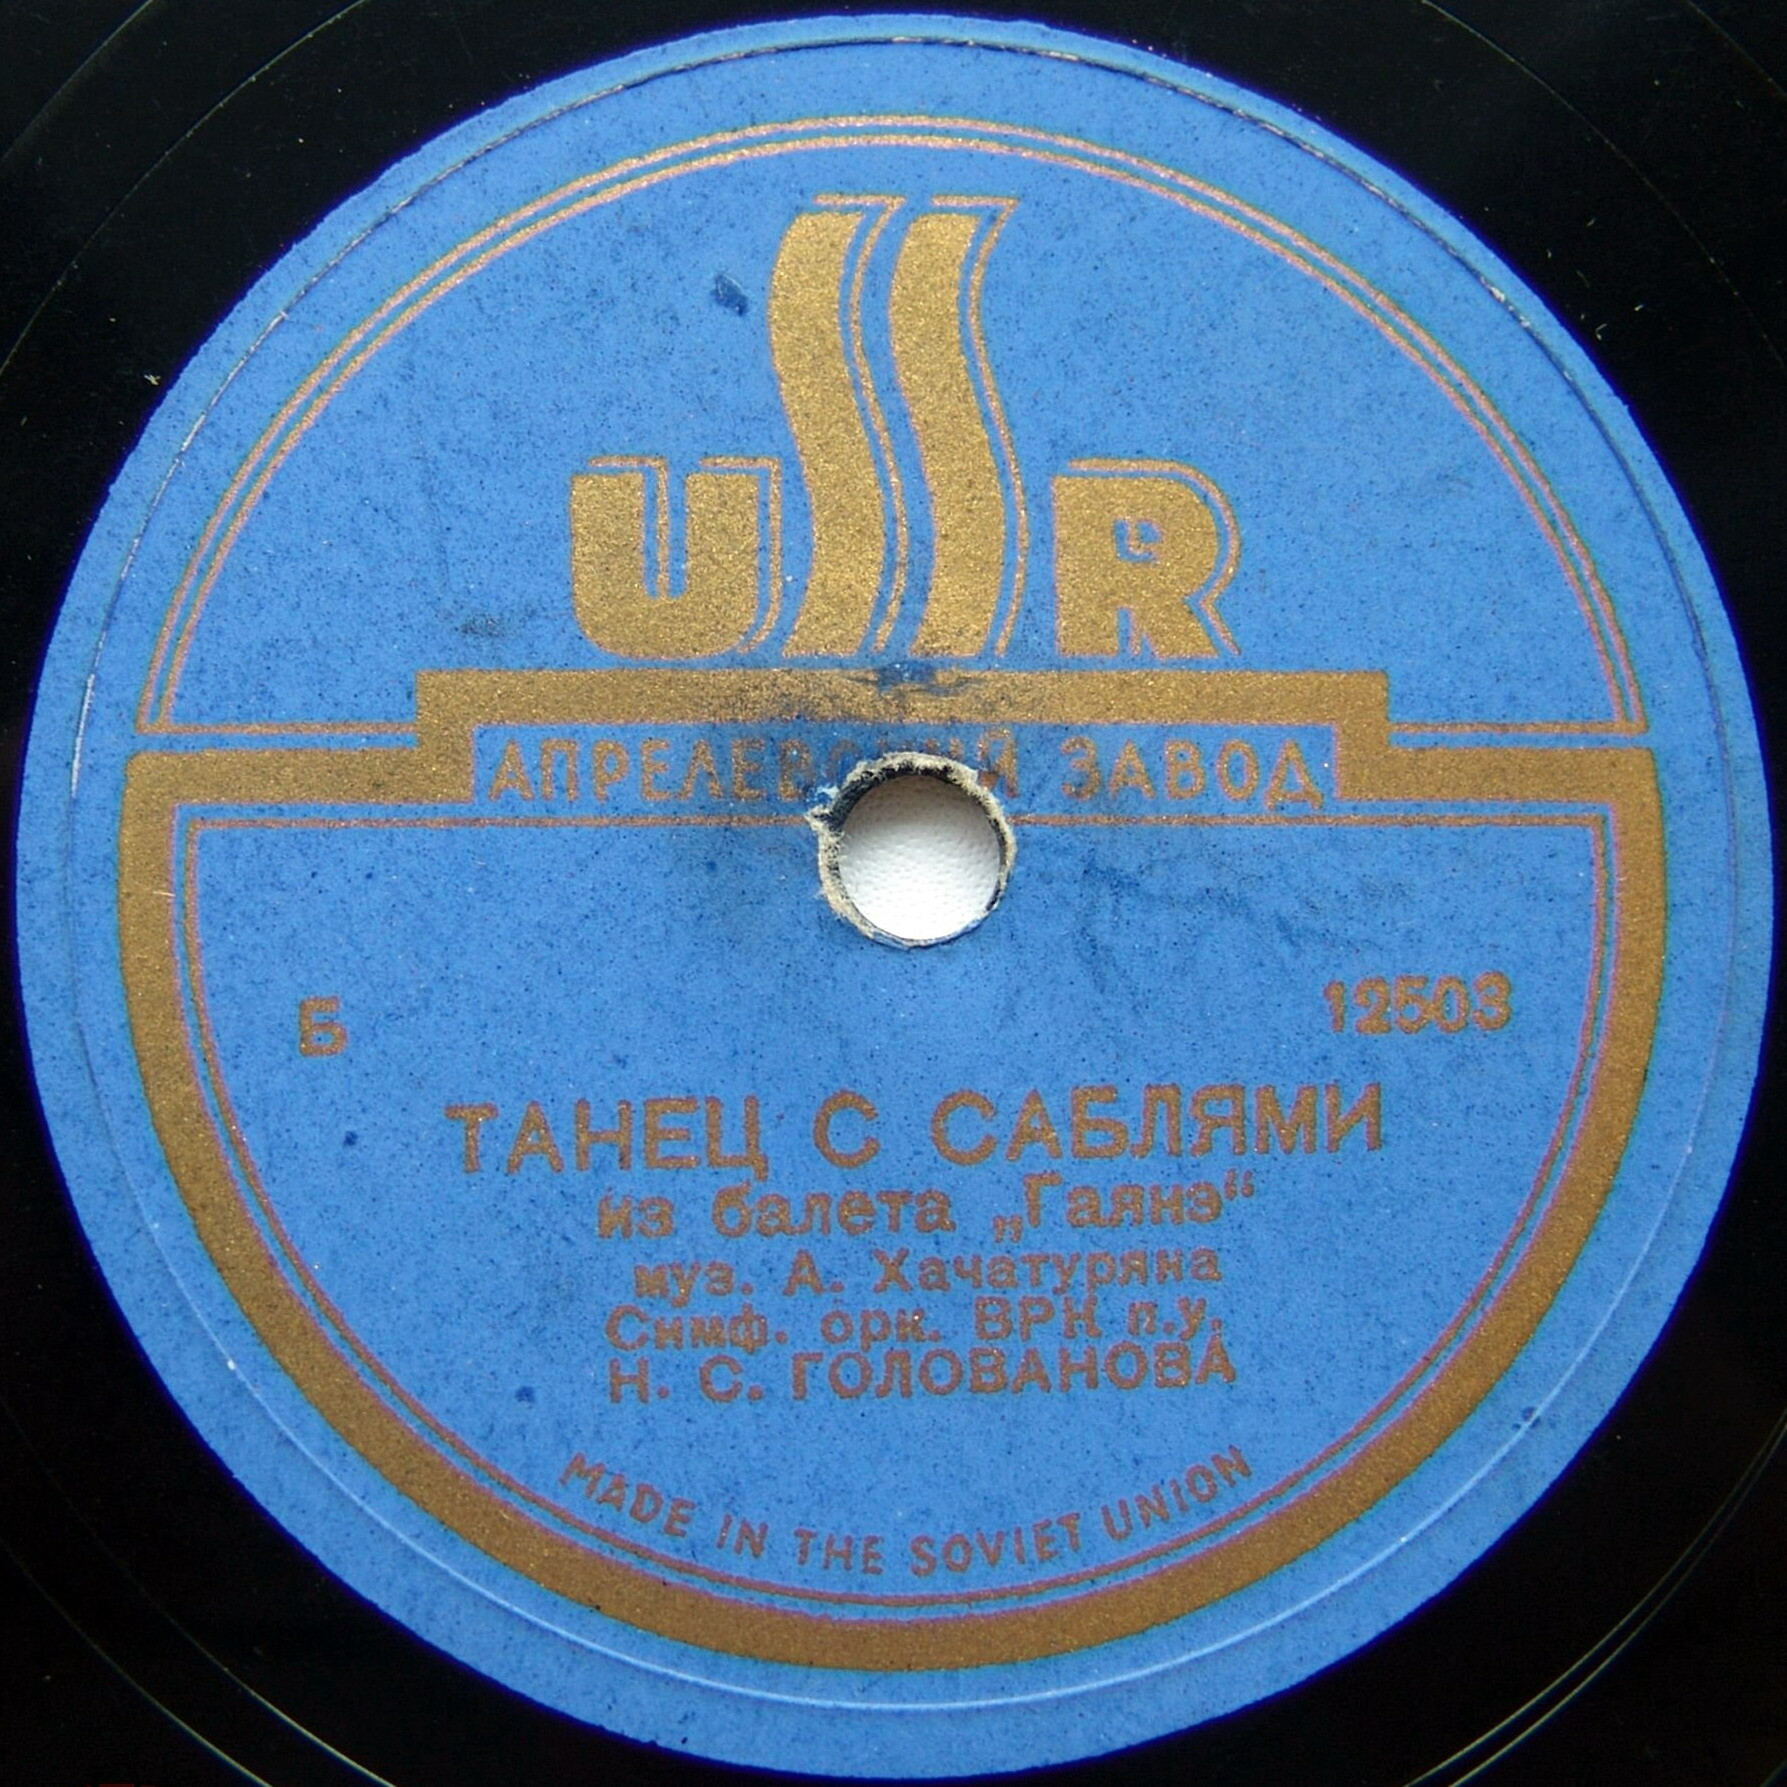 USSR
АПРЕЛЕВСКИЙ ЗАВОД
Б 12503
ТАНЕЦ С САБЛЯМИ
из балета „Гаянэ“
муз. А. Хачатуряна
Симф. орк. ВРК п.у.
Н. С. ГОЛОВАНОВА
MADE IN THE SOVIET UNION